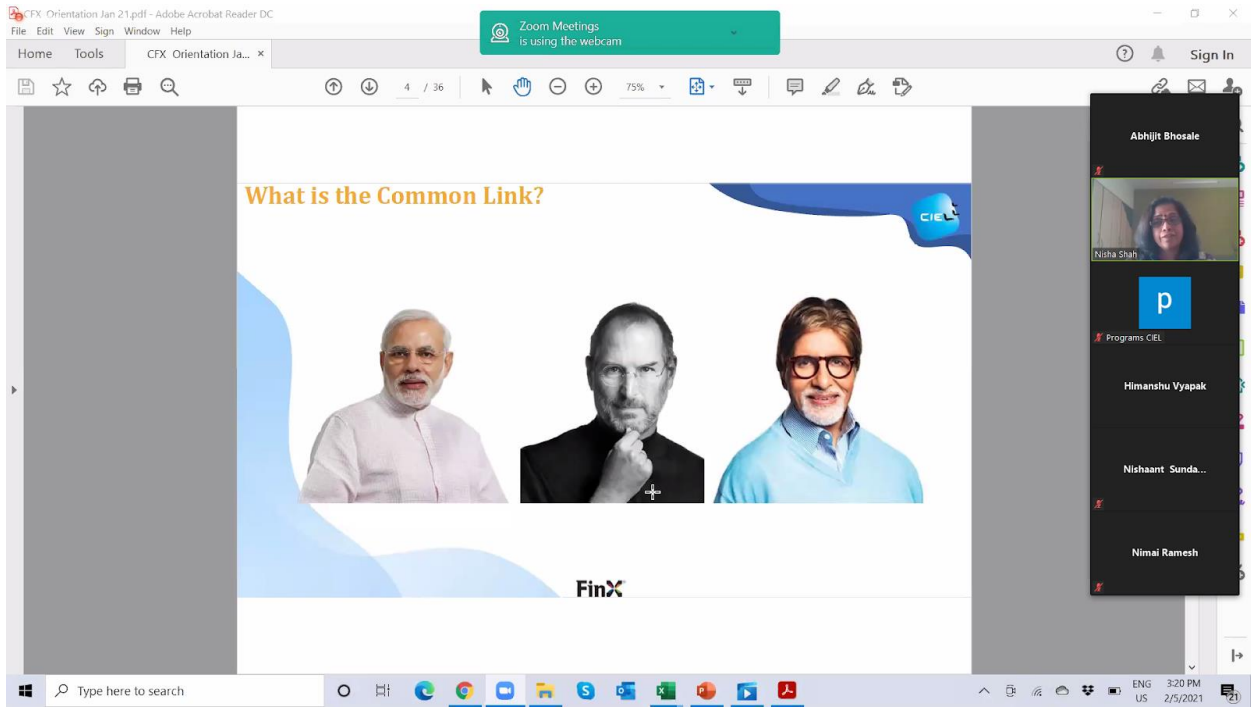 CFX Orientation Jan 21.pdf - Adobe Acrobat Reader DC
File Edit View Sign Window Help
Zoom Meetings
is using the webcam
Home Tools CFX Orientation Ja... ×
Sign In
4 / 36
75%
What is the Common Link?
CIEL
FinX
Abhijit Bhosale
Nisha Shah
p
Programs CIEL
Himanshu Vyapak
Nishaant Sunda...
Nimai Ramesh
Type here to search
ENG
US
3:20 PM
2/5/2021
21